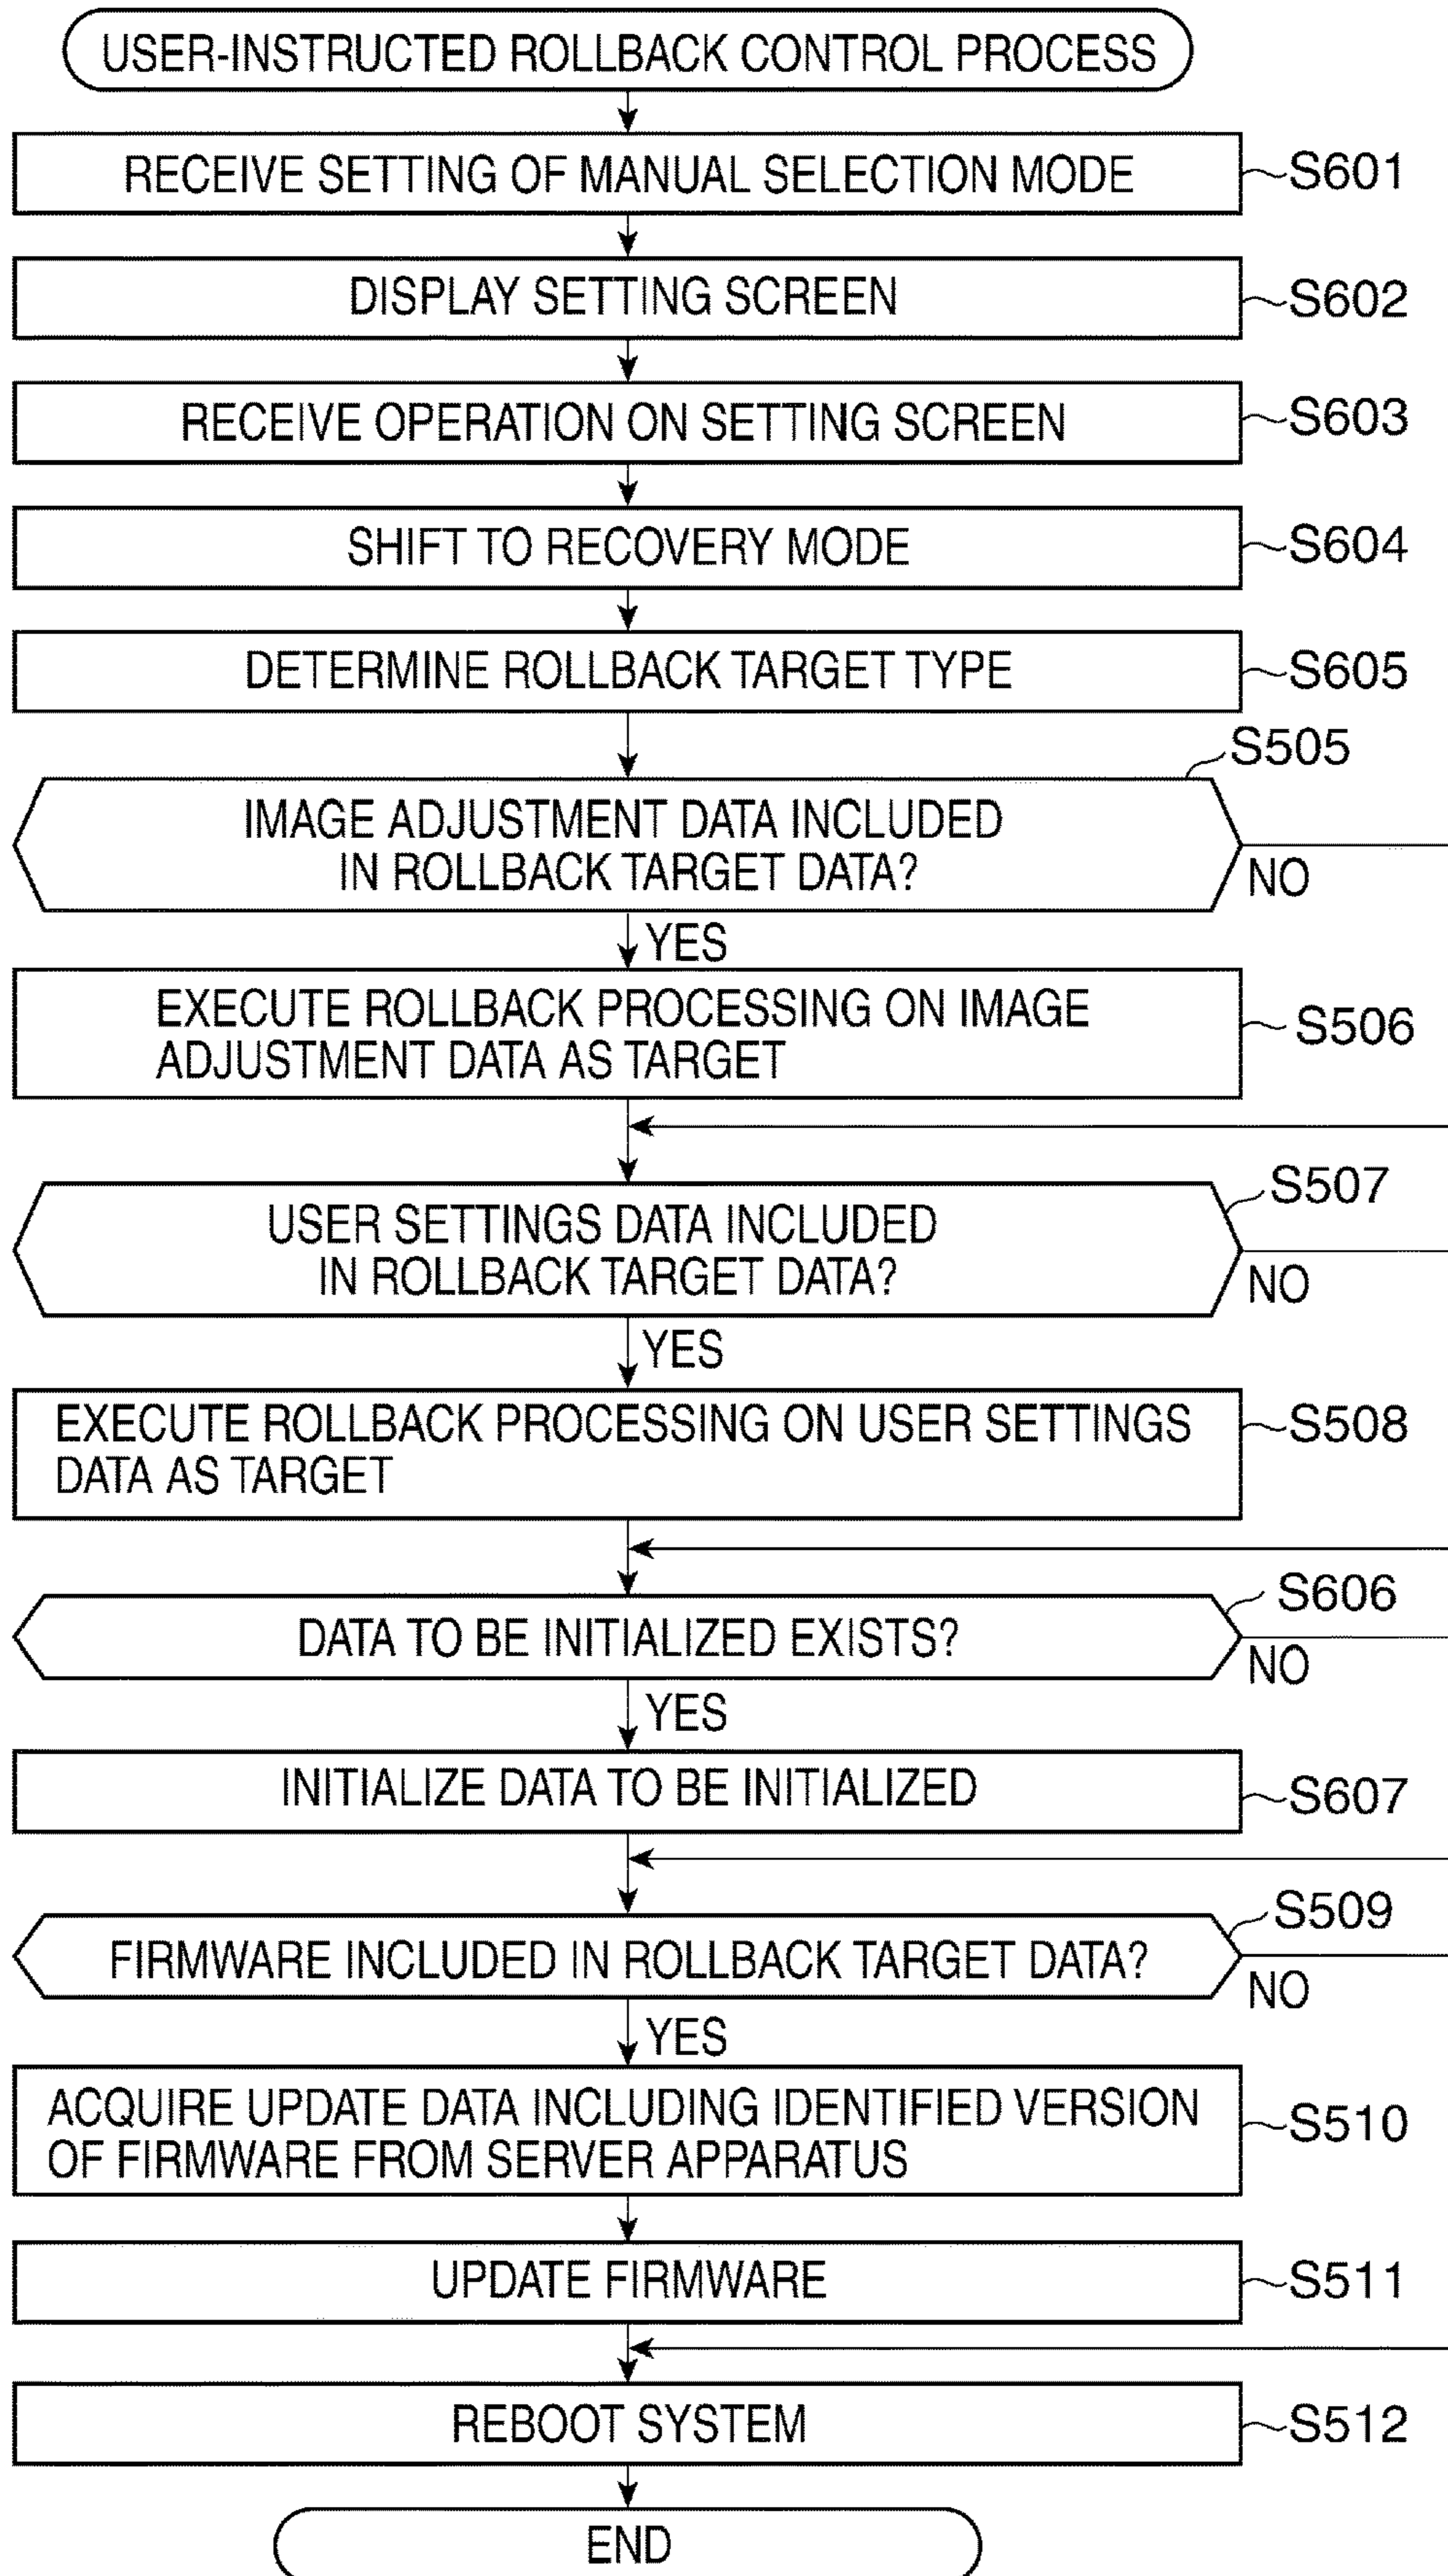 USER-INSTRUCTED ROLLBACK CONTROL PROCESS
RECEIVE SETTING OF MANUAL SELECTION MODE
S601
DISPLAY SETTING SCREEN
S602
RECEIVE OPERATION ON SETTING SCREEN
S603
SHIFT TO RECOVERY MODE
S604
DETERMINE ROLLBACK TARGET TYPE
S605
S505
IMAGE ADJUSTMENT DATA INCLUDED
IN ROLLBACK TARGET DATA?
NO
YES
EXECUTE ROLLBACK PROCESSING ON IMAGE
ADJUSTMENT DATA AS TARGET
S506
S507
USER SETTINGS DATA INCLUDED
IN ROLLBACK TARGET DATA?
NO
YES
EXECUTE ROLLBACK PROCESSING ON USER SETTINGS
DATA AS TARGET
S508
S606
DATA TO BE INITIALIZED EXISTS?
NO
YES
INITIALIZE DATA TO BE INITIALIZED
S607
S509
FIRMWARE INCLUDED IN ROLLBACK TARGET DATA?
NO
YES
ACQUIRE UPDATE DATA INCLUDING IDENTIFIED VERSION
OF FIRMWARE FROM SERVER APPARATUS
S510
UPDATE FIRMWARE
S511
REBOOT SYSTEM
S512
END